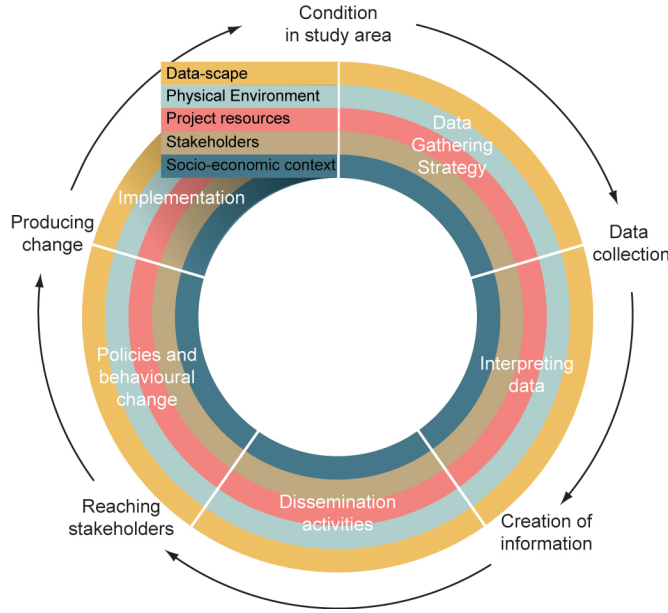 Condition
in study area
Data-scape
Physical Environment
Project resources
Stakeholders
Socio-economic context
Data
Gathering
Strategy
Implementation
Producing
change
Data
collection
Policies and
behavioural
change
Interpreting
data
Dissemination
activities
Reaching
stakeholders
Creation of
information